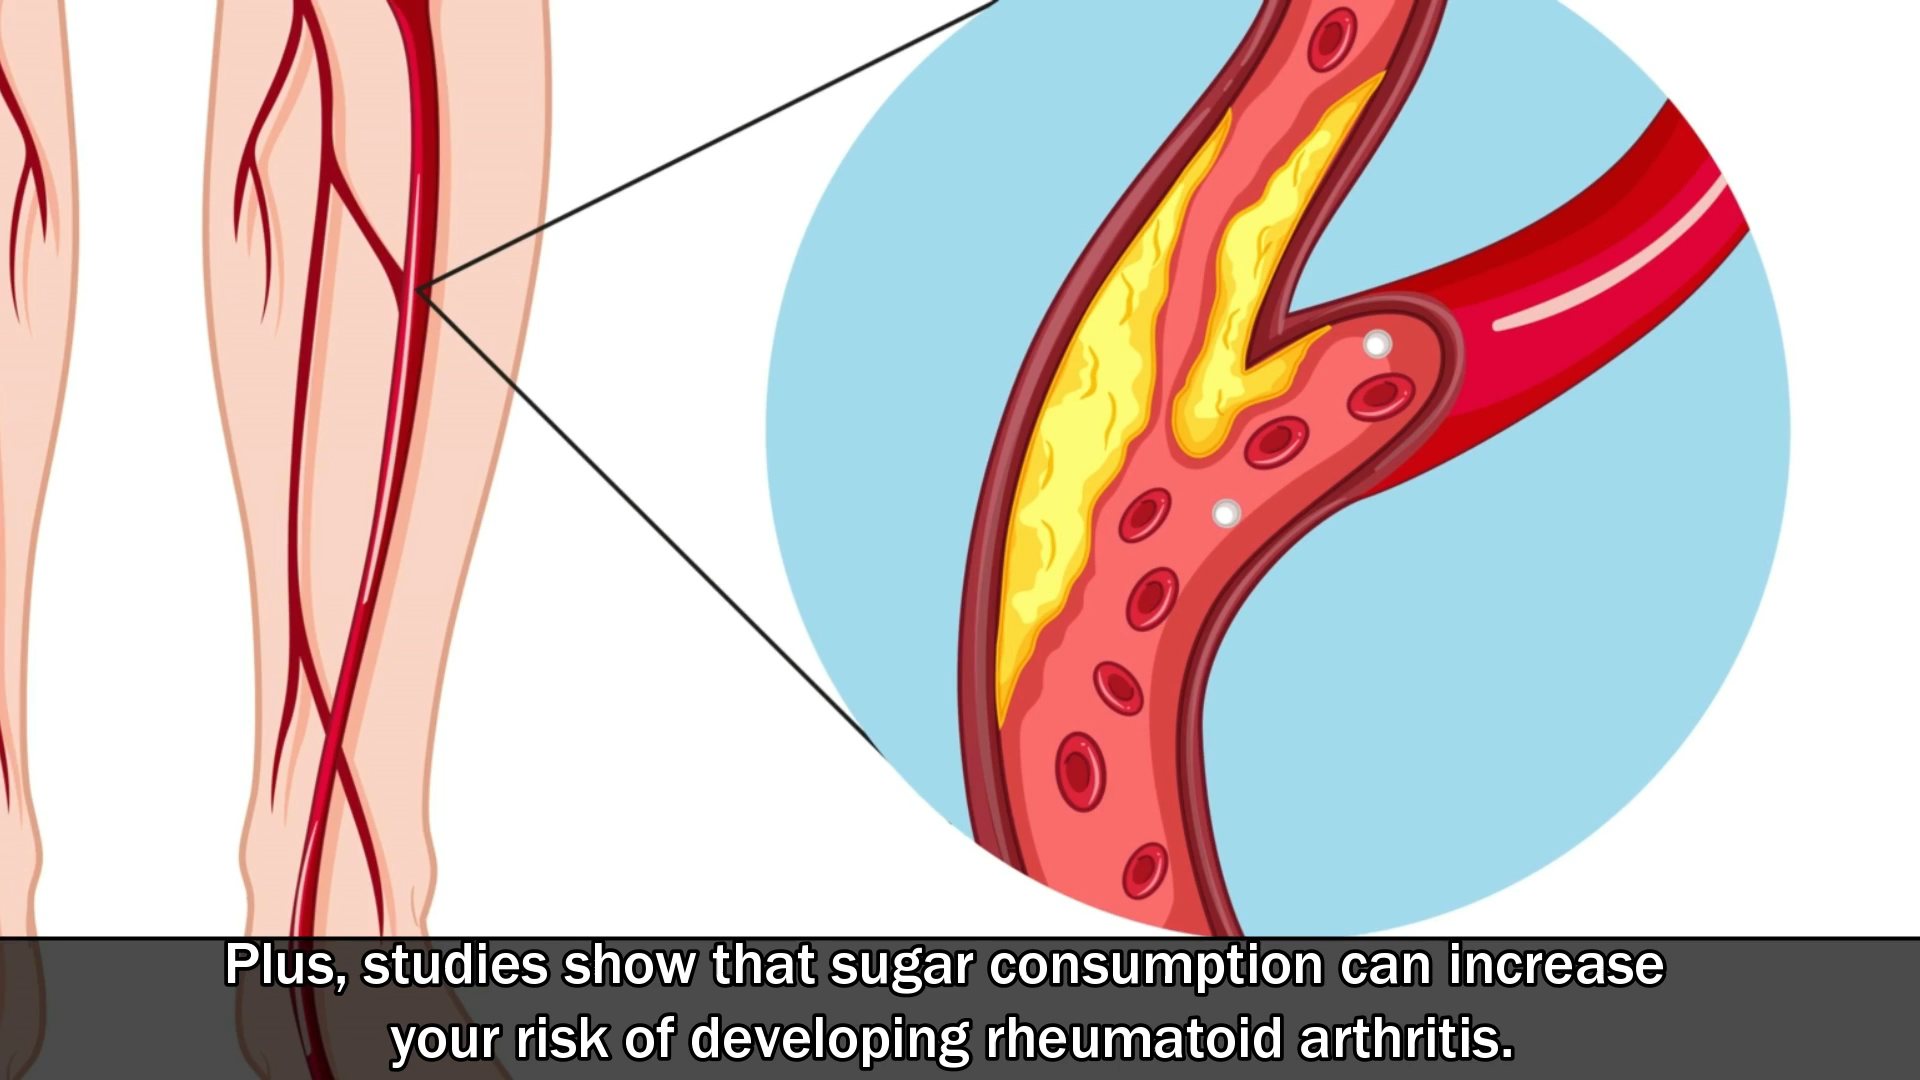 Plus, studies show that sugar consumption can increase
your risk of developing rheumatoid arthritis.